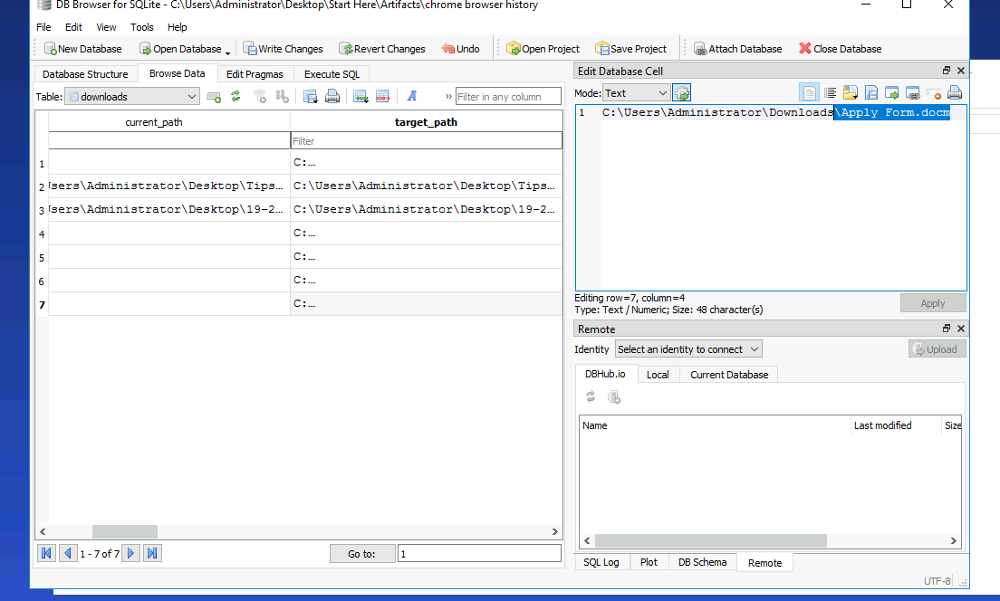 DB Browser for SQLite - C:\Users\Administrator\Desktop\Start Here\Artifacts\chrome browser history
File Edit View Tools Help
New Database Open Database Write Changes Revert Changes Undo Open Project Save Project Attach Database Close Database
Database Structure Browse Data Edit Pragmas Execute SQL
Table: downloads » Filter in any column
current_path target_path
Filter
1 C:…
2 sers\Administrator\Desktop\Tips… C:\Users\Administrator\Desktop\Tips…
3 sers\Administrator\Desktop\19-2… C:\Users\Administrator\Desktop\19-2…
4 C:…
5 C:…
6 C:…
7 C:…
1 - 7 of 7 Go to: 1
Edit Database Cell
Mode: Text
1 C:\Users\Administrator\Downloads\Apply Form.docm
Editing row=7, column=4
Type: Text / Numeric; Size: 48 character(s)
Apply
Remote
Identity Select an identity to connect Upload
DBHub.io Local Current Database
Name Last modified Size
SQL Log Plot DB Schema Remote
UTF-8